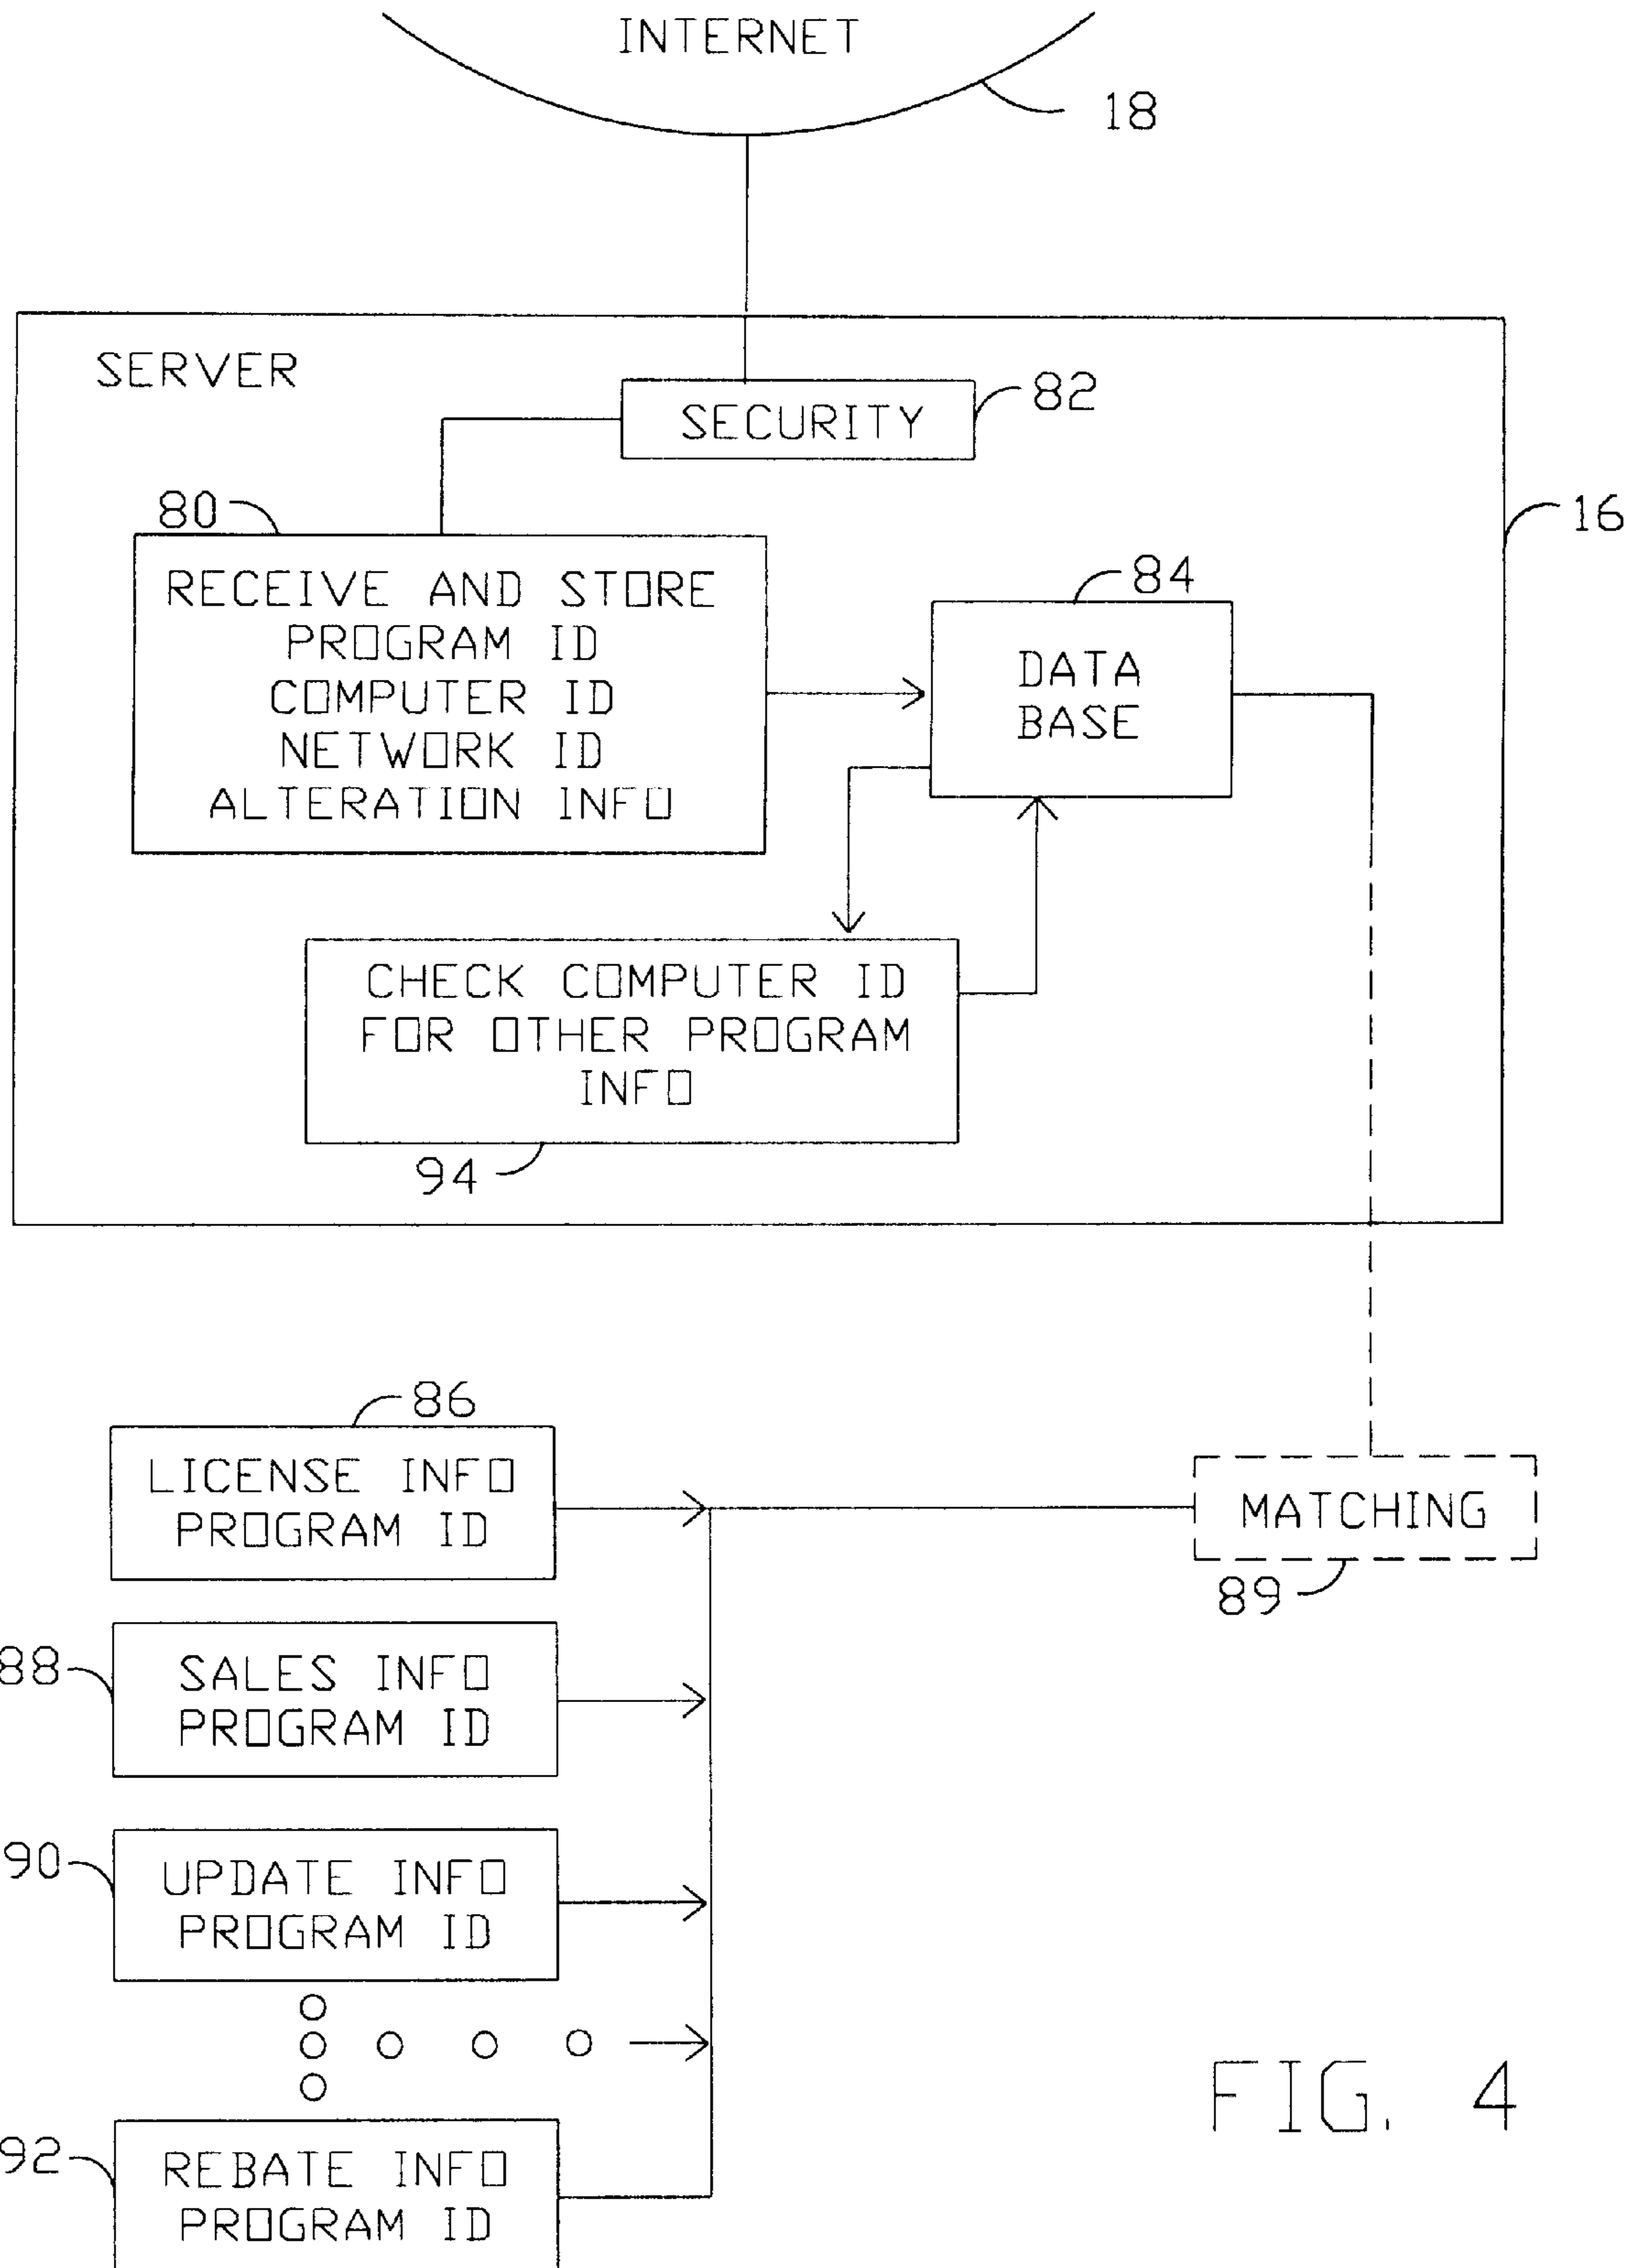 INTERNET
18
SERVER
82
SECURITY
80
16
RECEIVE AND STORE
PROGRAM ID
COMPUTER ID
NETWORK ID
ALTERATION INFO
84
DATA
BASE
CHECK COMPUTER ID
FOR OTHER PROGRAM
INFO
94
86
LICENSE INFO
PROGRAM ID
MATCHING
89
88
SALES INFO
PROGRAM ID
90
UPDATE INFO
PROGRAM ID
92
REBATE INFO
PROGRAM ID
FIG. 4